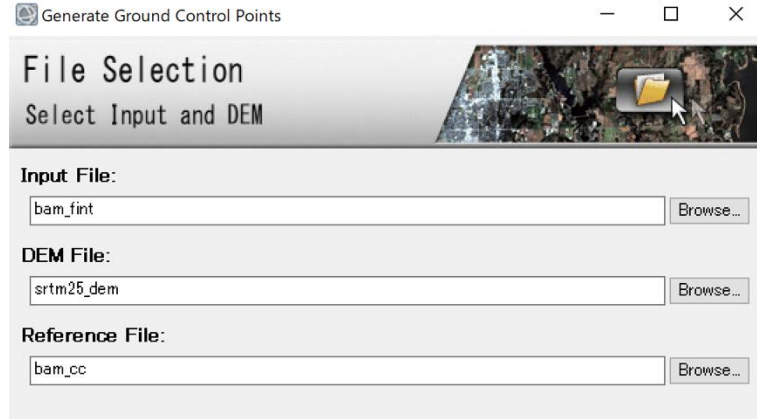 Generate Ground Control Points
File Selection
Select Input and DEM
Input File:
bam_fint
Browse...
DEM File:
srtm25_dem
Browse...
Reference File:
bam_cc
Browse...